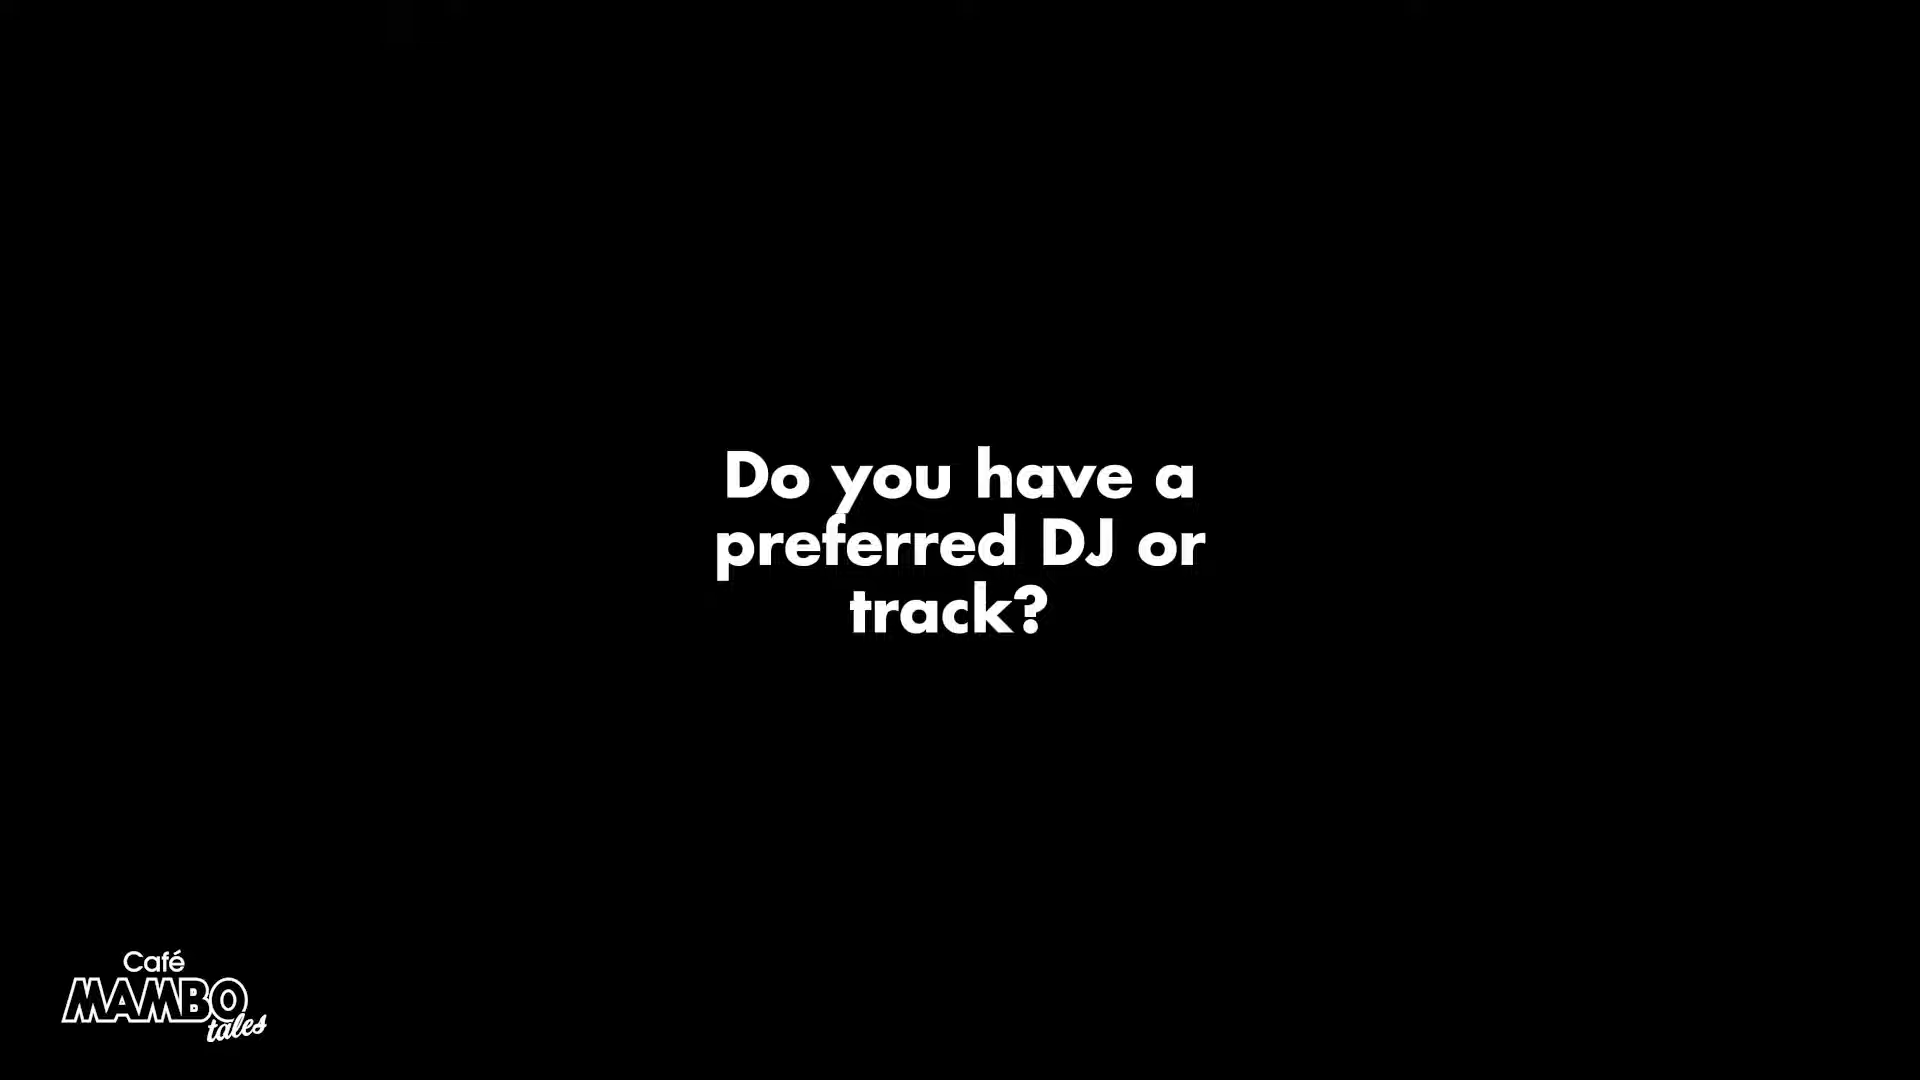 Do you have a
preferred DJ or
track?
Café
MAMBO
tales